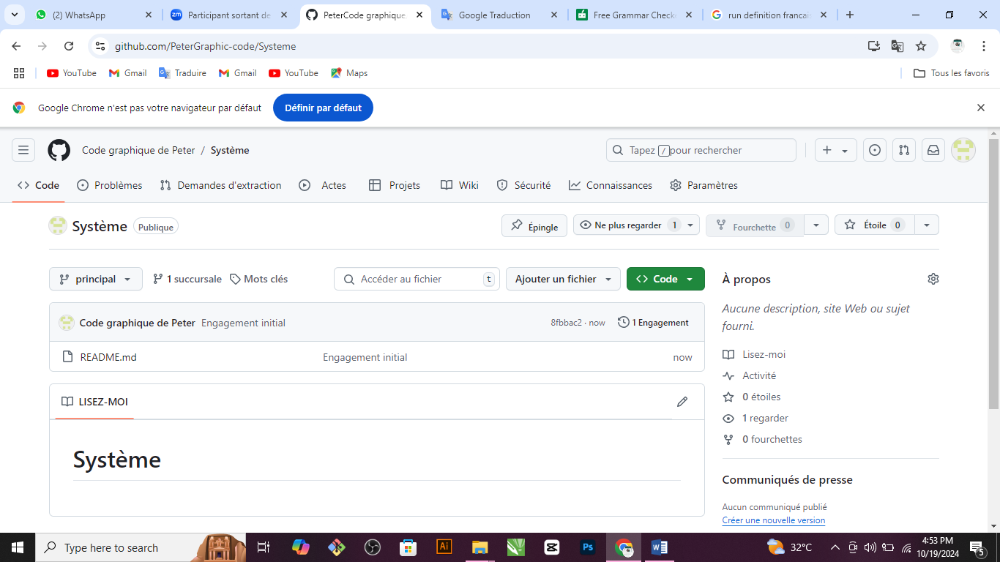 (2) WhatsApp
Participant sortant de
PeterCode graphique
Google Traduction
Free Grammar Checke
run definition francais
github.com/PeterGraphic-code/Systeme
YouTube
Gmail
Traduire
Gmail
YouTube
Maps
Tous les favoris
Google Chrome n'est pas votre navigateur par défaut
Définir par défaut
Code graphique de Peter / Système
Tapez / pour rechercher
Code
Problèmes
Demandes d'extraction
Actes
Projets
Wiki
Sécurité
Connaissances
Paramètres
Système
Publique
Épingle
Ne plus regarder 1
Fourchette 0
Étoile 0
principal
1 succursale
Mots clés
Accéder au fichier t
Ajouter un fichier
Code
Code graphique de Peter Engagement initial
8fbbac2 · now
1 Engagement
README.md
Engagement initial
now
LISEZ-MOI
Système
À propos
Aucune description, site Web ou sujet
fourni.
Lisez-moi
Activité
0 étoiles
1 regarder
0 fourchettes
Communiqués de presse
Aucun communiqué publié
Créer une nouvelle version
Type here to search
Ai
Ps
W
32°C
4:53 PM
10/19/2024
5